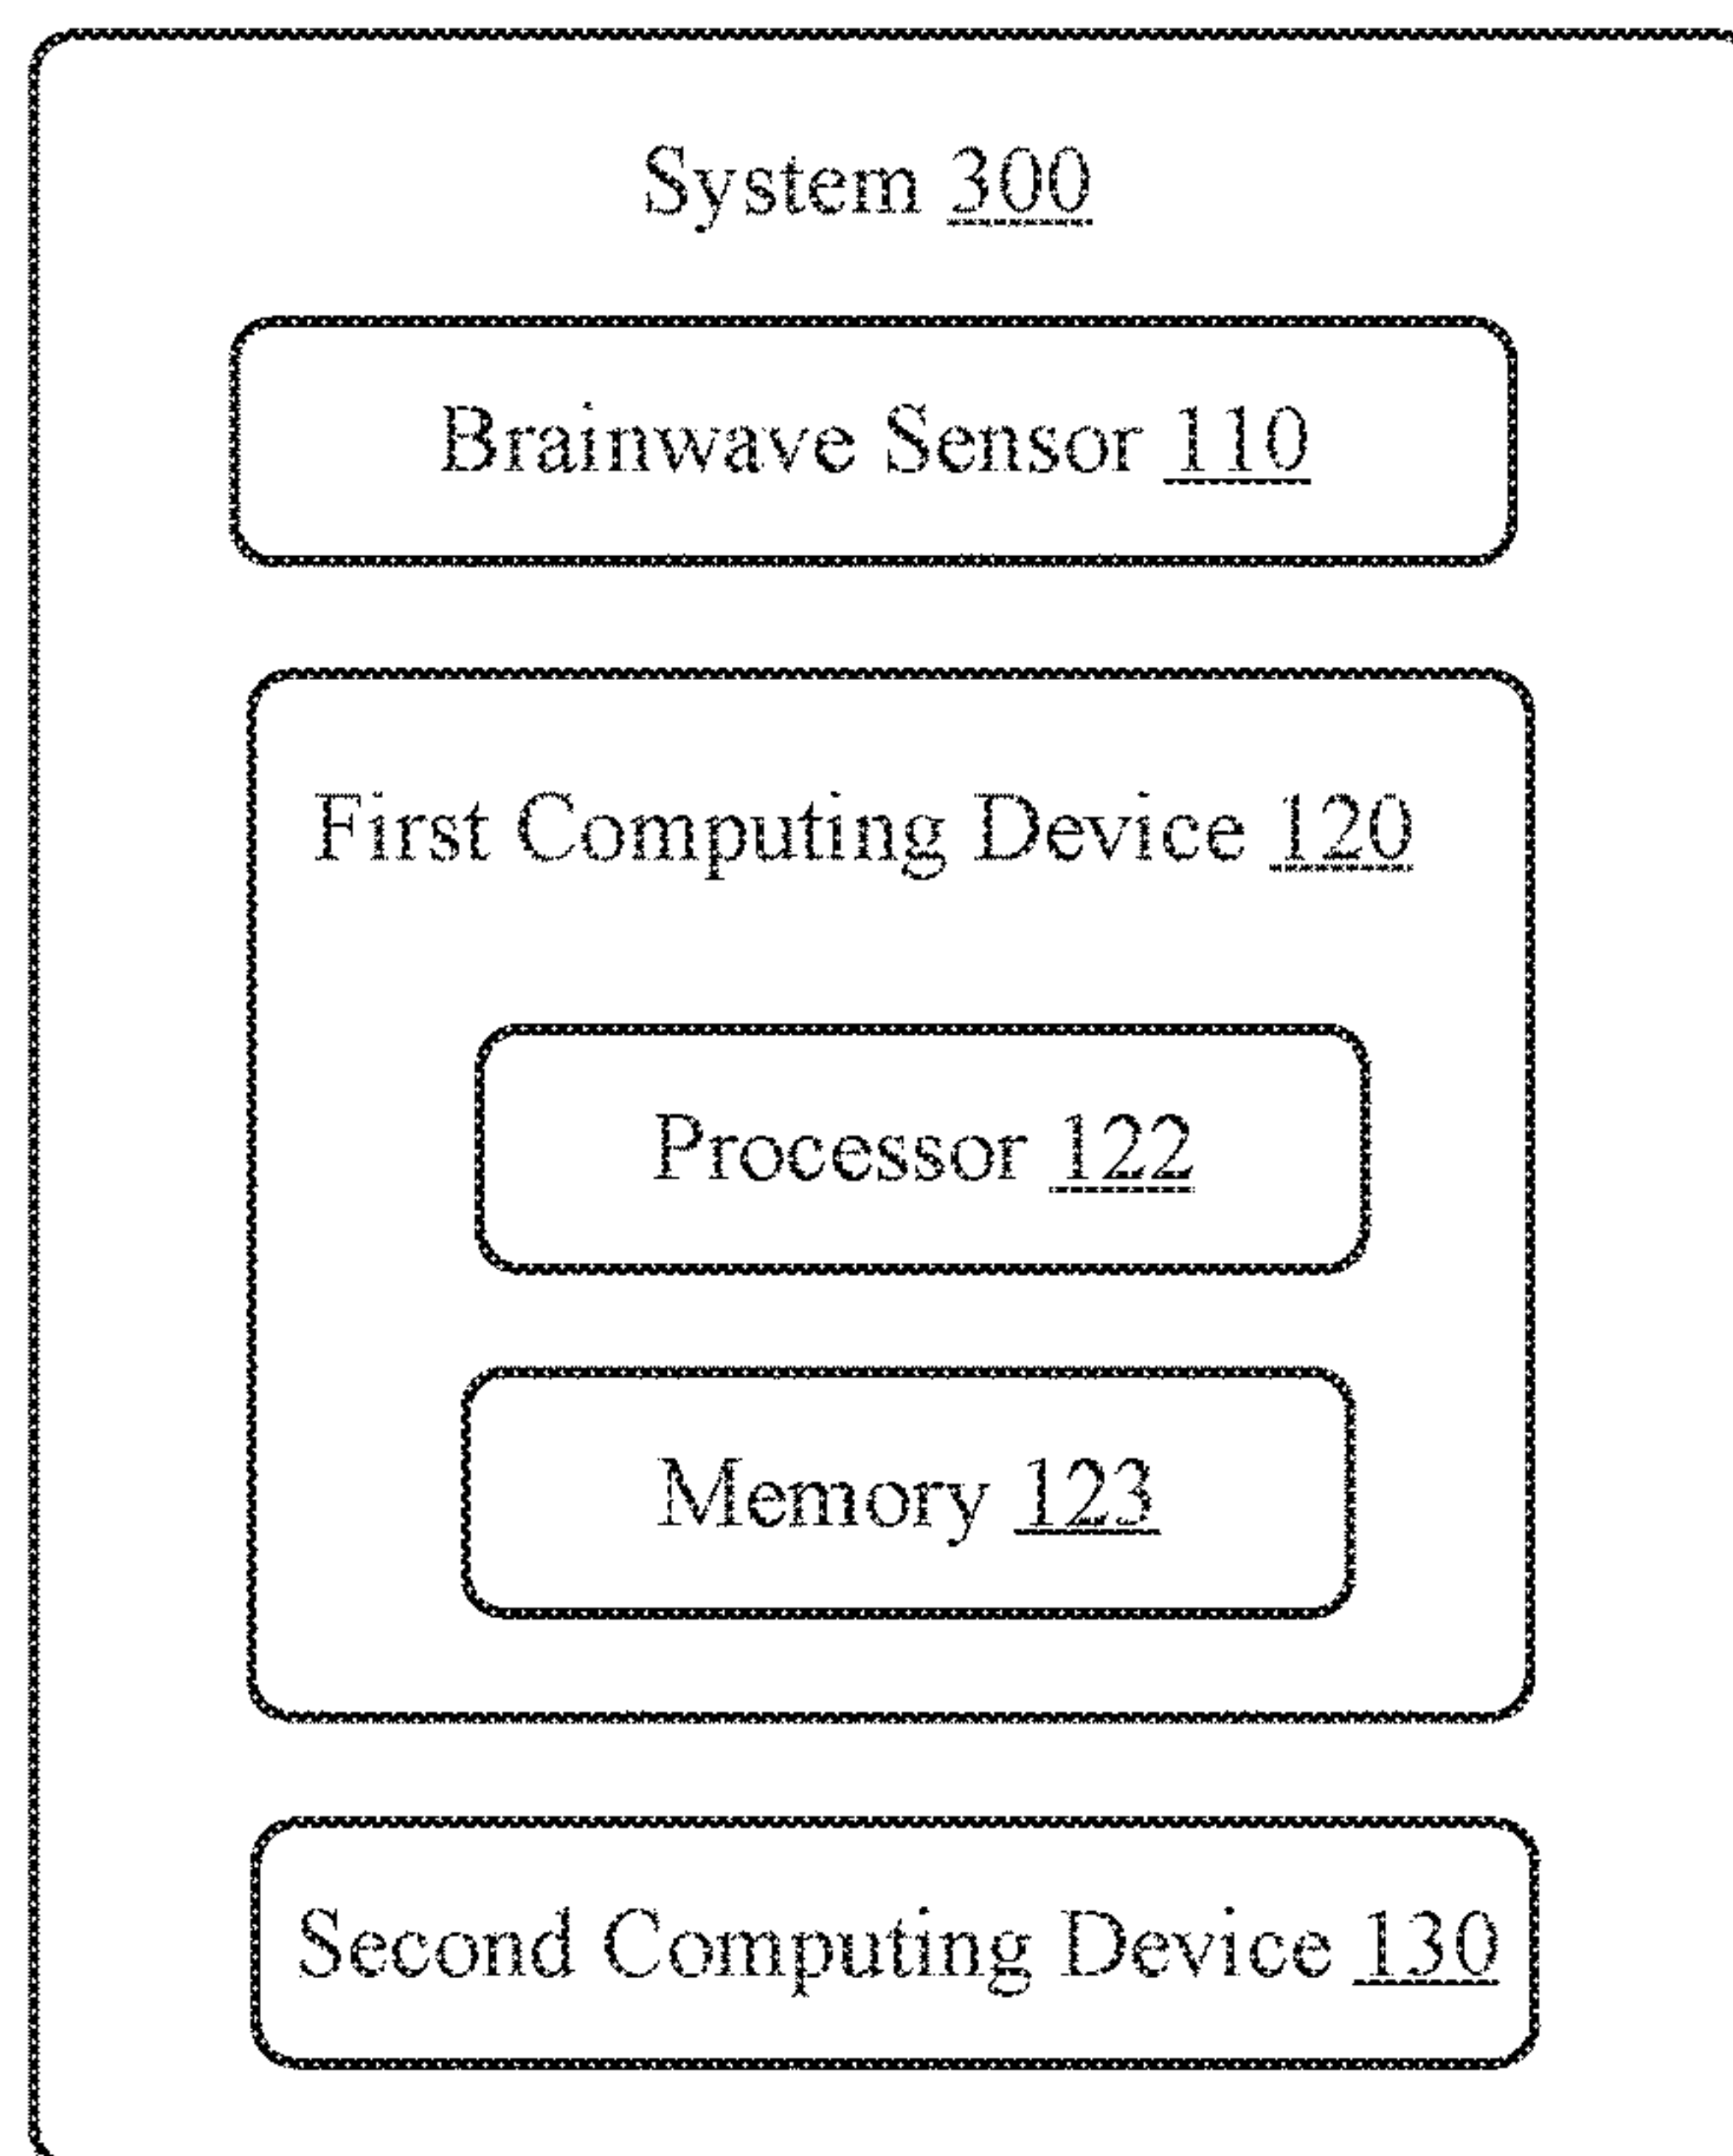 System 300
Brainwave Sensor 110
First Computing Device 120
Processor 122
Memory 123
Second Computing Device 130